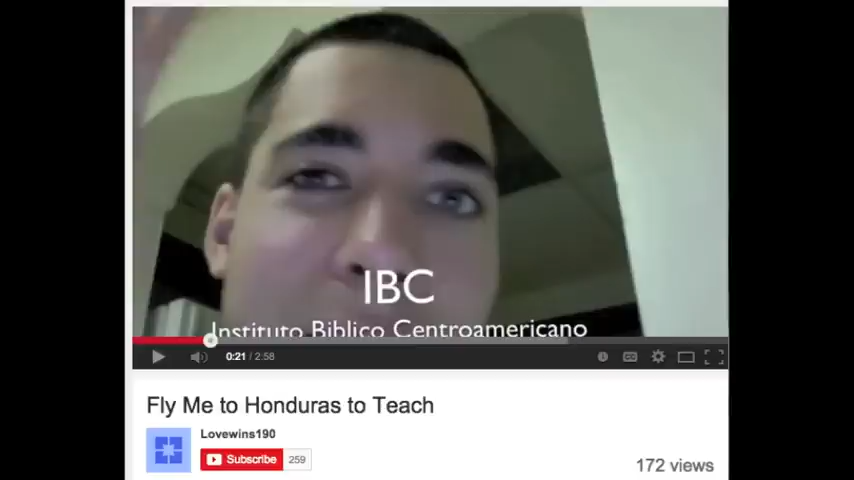 IBC
Instituto Biblico Centroamericano
0:21 / 2:58
CC
Fly Me to Honduras to Teach
Lovewins190
Subscribe 259
172 views